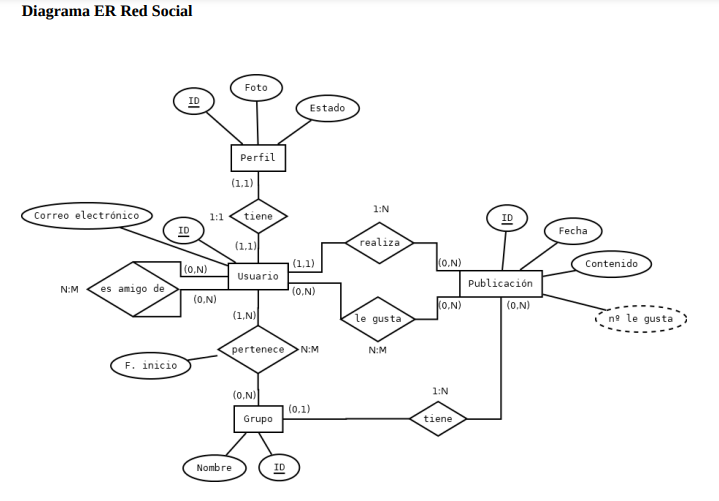 Diagrama ER Red Social
Foto
ID
Estado
Perfil
(1,1)
1:N
Correo electrónico
1:1
tiene
ID
ID
Fecha
realiza
(1,1)
(1,1)
(0,N)
Contenido
(0,N)
Usuario
Publicación
N:M
es amigo de
(0,N)
(0,N)
(0,N)
(0,N)
(1,N)
le gusta
nº le gusta
pertenece
N:M
N:M
F. inicio
(0,N)
1:N
(0,1)
Grupo
tiene
Nombre
ID